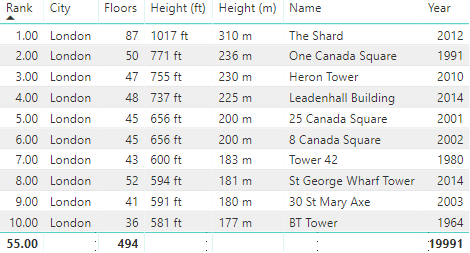 Rank City Floors Height (ft) Height (m) Name Year
1.00 London 87 1017 ft 310 m The Shard 2012
2.00 London 50 771 ft 236 m One Canada Square 1991
3.00 London 47 755 ft 230 m Heron Tower 2010
4.00 London 48 737 ft 225 m Leadenhall Building 2014
5.00 London 45 656 ft 200 m 25 Canada Square 2001
6.00 London 45 656 ft 200 m 8 Canada Square 2002
7.00 London 43 600 ft 183 m Tower 42 1980
8.00 London 52 594 ft 181 m St George Wharf Tower 2014
9.00 London 41 591 ft 180 m 30 St Mary Axe 2003
10.00 London 36 581 ft 177 m BT Tower 1964
55.00 494 19991